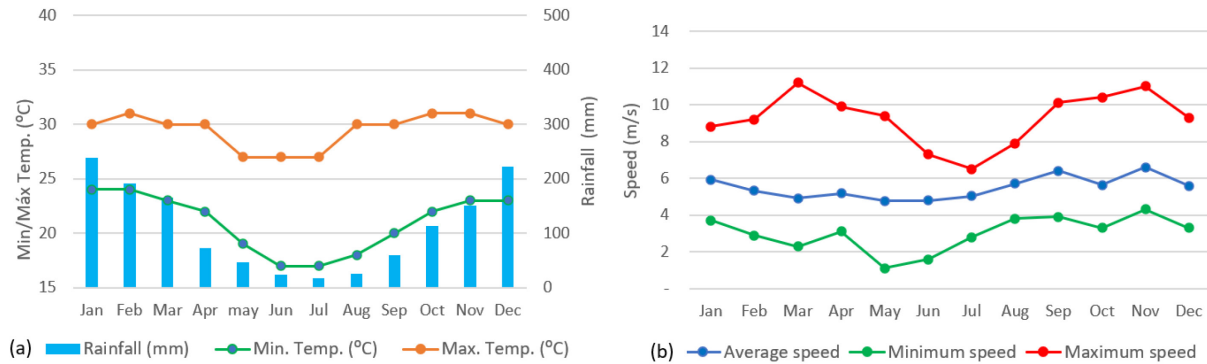 40
35
30
25
20
15
Min/Máx Temp. (⁰C)
500
400
300
200
100
0
Rainfall (mm)
Jan Feb Mar Apr may Jun Jul Aug Sep Oct Nov Dec
(a) Rainfall (mm) Min. Temp. (⁰C) Max. Temp. (⁰C)
14
12
10
8
6
4
2
-
Speed (m/s)
Jan Feb Mar Apr May Jun Jul Aug Sep Oct Nov Dec
(b) Average speed Minimum speed Maximum speed